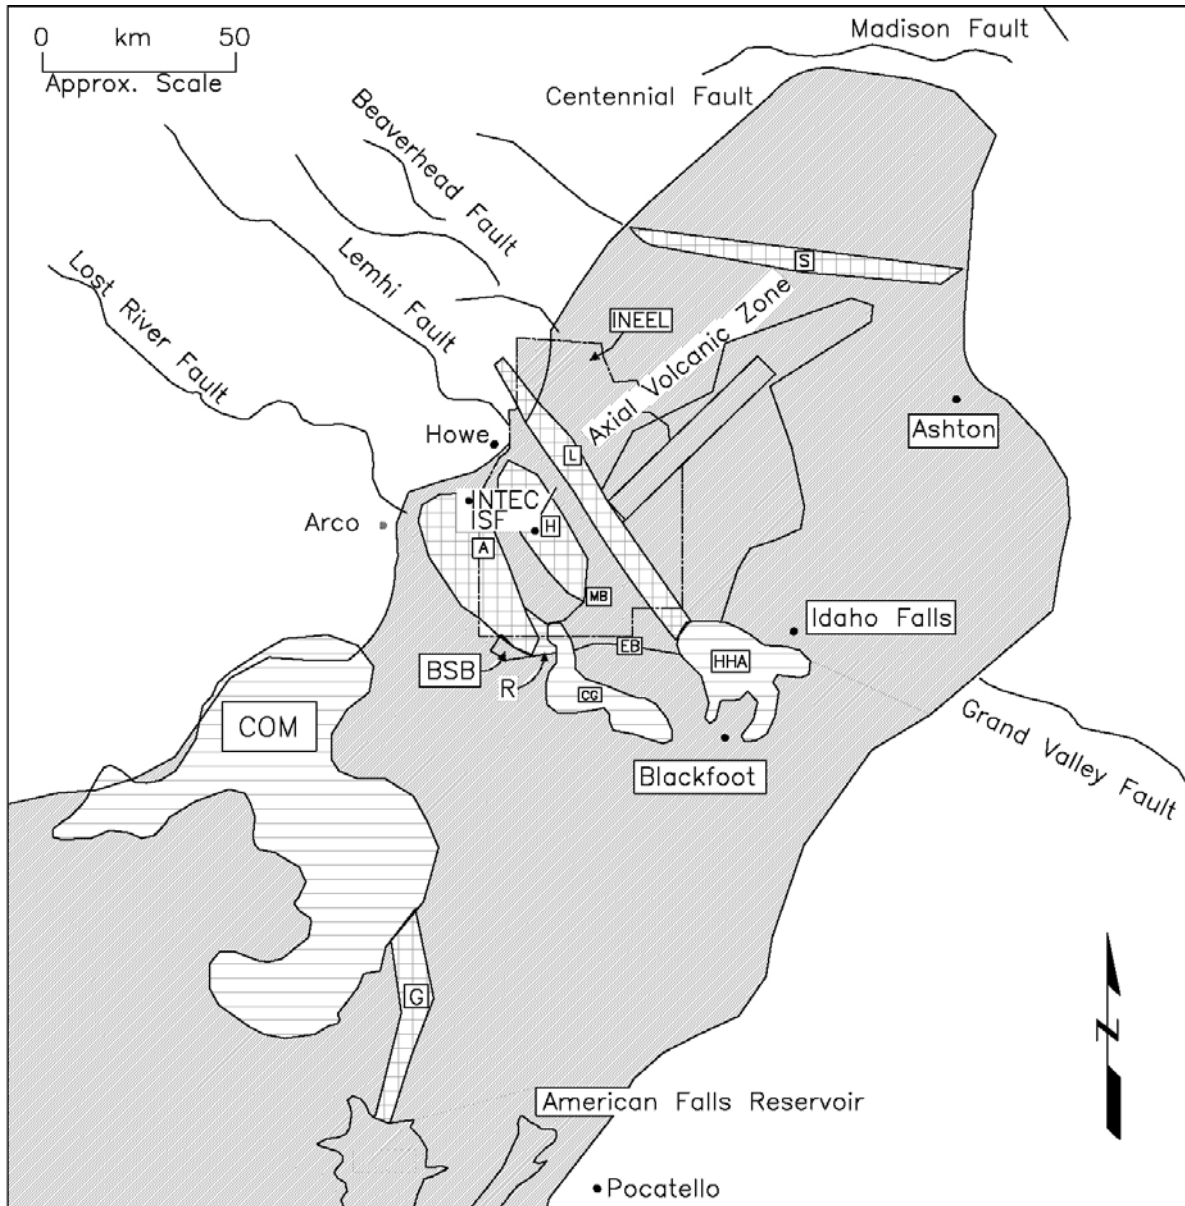 Madison Fault
0 km 50
Approx. Scale
Centennial Fault
Beaverhead Fault
Lemhi Fault
Lost River Fault
S
INEEL
Axial Volcanic Zone
Ashton
Howe
L
INTEC
ISF
H
Arco
A
MB
Idaho Falls
EB
HHA
BSB
R
CG
COM
Grand Valley Fault
Blackfoot
G
N
American Falls Reservoir
Pocatello